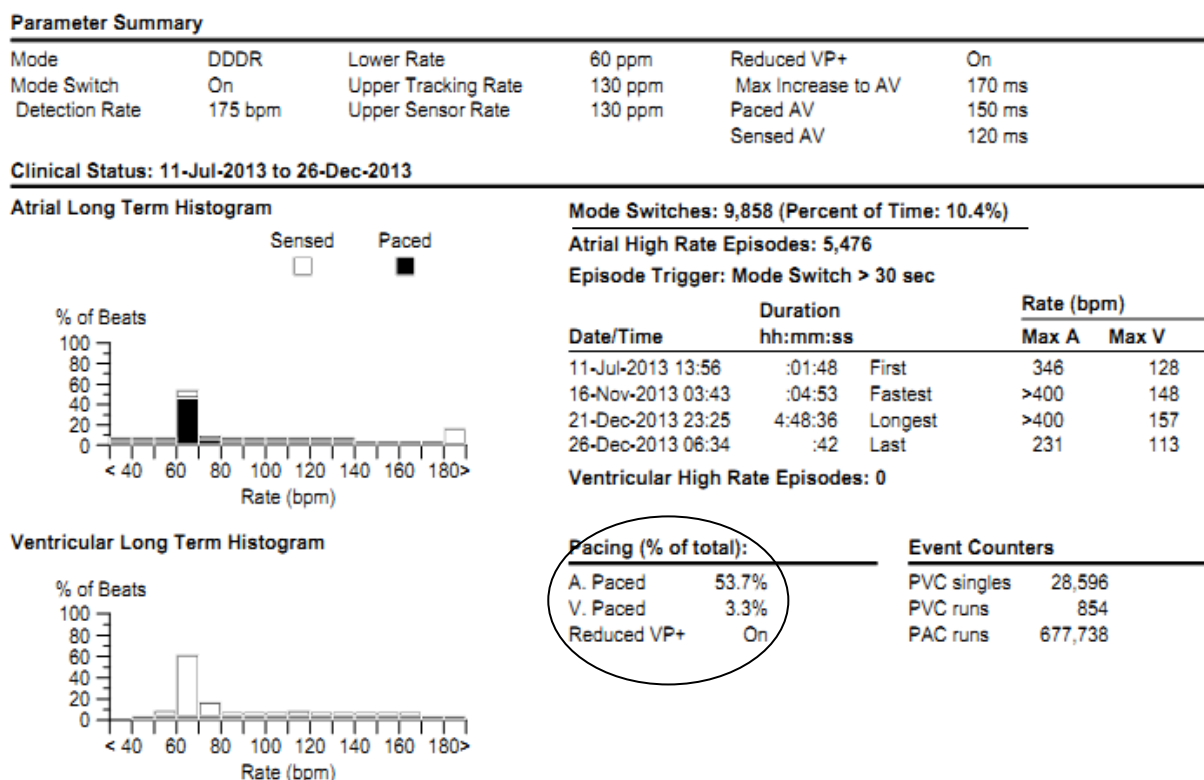 Parameter Summary
Mode DDDR Lower Rate 60 ppm Reduced VP+ On
Mode Switch On Upper Tracking Rate 130 ppm Max Increase to AV 170 ms
Detection Rate 175 bpm Upper Sensor Rate 130 ppm Paced AV 150 ms
Sensed AV 120 ms
Clinical Status: 11-Jul-2013 to 26-Dec-2013
Atrial Long Term Histogram
Sensed Paced
% of Beats
100
80
60
40
20
0
< 40 60 80 100 120 140 160 180>
Rate (bpm)
Mode Switches: 9,858 (Percent of Time: 10.4%)
Atrial High Rate Episodes: 5,476
Episode Trigger: Mode Switch > 30 sec
Duration Rate (bpm)
Date/Time hh:mm:ss Max A Max V
11-Jul-2013 13:56 :01:48 First 346 128
16-Nov-2013 03:43 :04:53 Fastest >400 148
21-Dec-2013 23:25 4:48:36 Longest >400 157
26-Dec-2013 06:34 :42 Last 231 113
Ventricular High Rate Episodes: 0
Ventricular Long Term Histogram
% of Beats
100
80
60
40
20
0
< 40 60 80 100 120 140 160 180>
Rate (bpm)
Pacing (% of total):
A. Paced 53.7%
V. Paced 3.3%
Reduced VP+ On
Event Counters
PVC singles 28,596
PVC runs 854
PAC runs 677,738